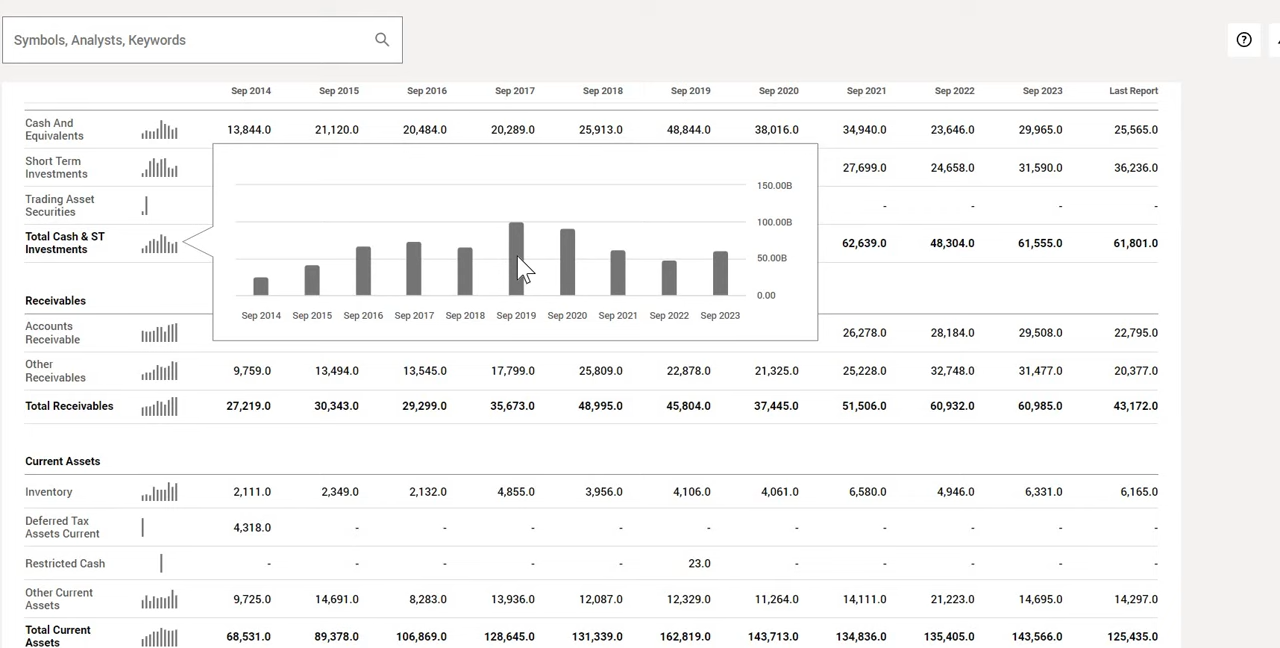 Symbols, Analysts, Keywords
Sep 2014 Sep 2015 Sep 2016 Sep 2017 Sep 2018 Sep 2019 Sep 2020 Sep 2021 Sep 2022 Sep 2023 Last Report
Cash And
Equivalents 13,844.0 21,120.0 20,484.0 20,289.0 25,913.0 48,844.0 38,016.0 34,940.0 23,646.0 29,965.0 25,565.0
Short Term
Investments 27,699.0 24,658.0 31,590.0 36,236.0
Trading Asset
Securities - - - -
Total Cash & ST
Investments 62,639.0 48,304.0 61,555.0 61,801.0
150.00B
100.00B
50.00B
0.00
Sep 2014 Sep 2015 Sep 2016 Sep 2017 Sep 2018 Sep 2019 Sep 2020 Sep 2021 Sep 2022 Sep 2023
Receivables
Accounts
Receivable 26,278.0 28,184.0 29,508.0 22,795.0
Other
Receivables 9,759.0 13,494.0 13,545.0 17,799.0 25,809.0 22,878.0 21,325.0 25,228.0 32,748.0 31,477.0 20,377.0
Total Receivables 27,219.0 30,343.0 29,299.0 35,673.0 48,995.0 45,804.0 37,445.0 51,506.0 60,932.0 60,985.0 43,172.0
Current Assets
Inventory 2,111.0 2,349.0 2,132.0 4,855.0 3,956.0 4,106.0 4,061.0 6,580.0 4,946.0 6,331.0 6,165.0
Deferred Tax
Assets Current 4,318.0 - - - - - - - - - -
Restricted Cash - - - - - 23.0 - - - - -
Other Current
Assets 9,725.0 14,691.0 8,283.0 13,936.0 12,087.0 12,329.0 11,264.0 14,111.0 21,223.0 14,695.0 14,297.0
Total Current
Assets 68,531.0 89,378.0 106,869.0 128,645.0 131,339.0 162,819.0 143,713.0 134,836.0 135,405.0 143,566.0 125,435.0